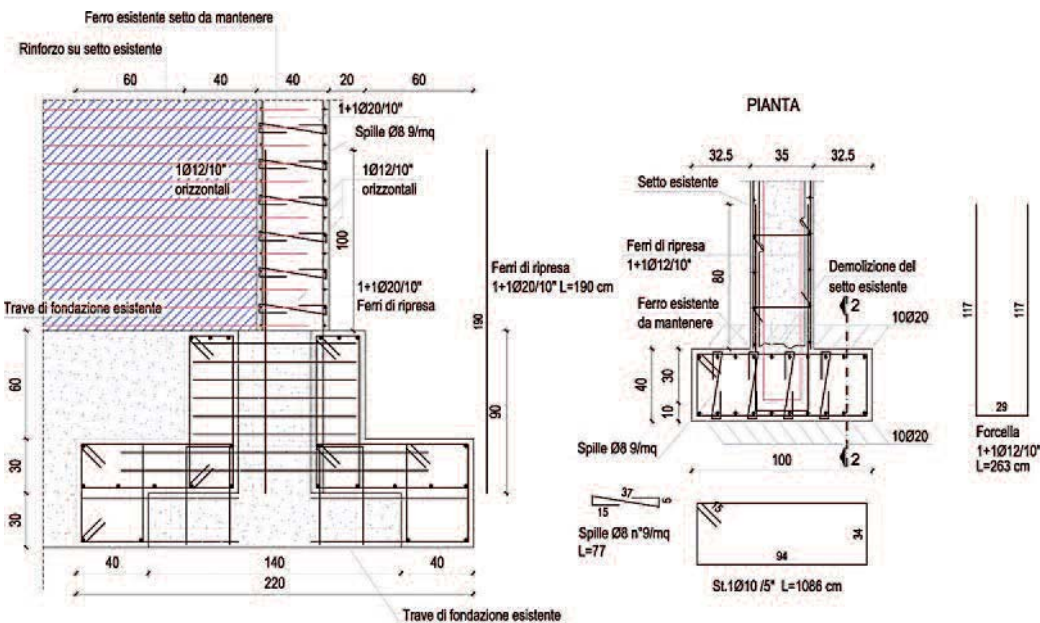 Ferro esistente setto da mantenere
Rinforzo su setto esistente
60 40 40 20 60
1+1Ø20/10"
Spille Ø8 9/mq
1Ø12/10"
orizzontali
1Ø12/10"
orizzontali
100
1+1Ø20/10"
Ferri di ripresa
Ferri di ripresa
1+1Ø20/10" L=190 cm
190
Trave di fondazione esistente
60
30
30
90
40 140 40
220
Trave di fondazione esistente
PIANTA
32.5 35 32.5
Setto esistente
Ferri di ripresa
1+1Ø12/10"
80
Demolizione del
setto esistente
Ferro esistente
da mantenere
2
10Ø20
40
30
10
10Ø20
Spille Ø8 9/mq
2
100
37
15
5
Spille Ø8 n°9/mq
L=77
15
34
94
St.1Ø10 /5" L=1086 cm
117
117
29
Forcella
1+1Ø12/10"
L=263 cm